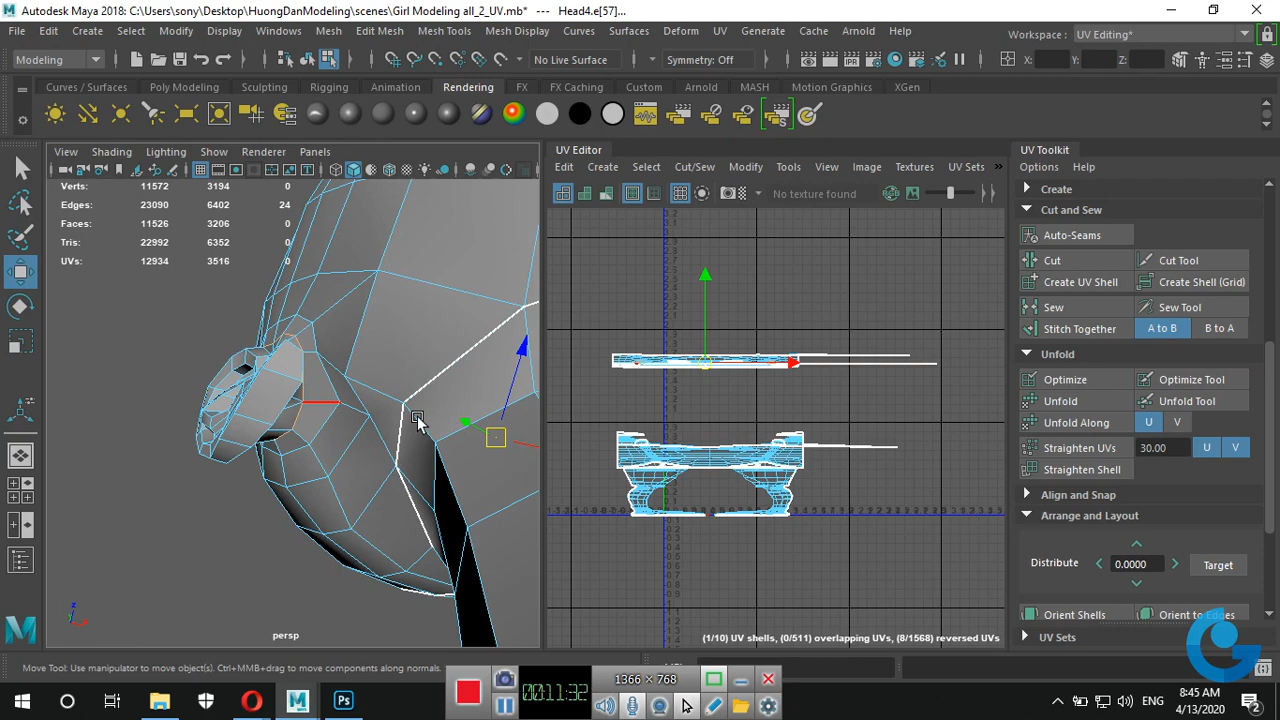 Autodesk Maya 2018: C:\Users\sony\Desktop\HuongDanModeling\scenes\Girl Modeling all_2_UV.mb* --- Head4.e[57]...
File Edit Create Select Modify Display Windows Mesh Edit Mesh Mesh Tools Mesh Display Curves Surfaces Deform UV Generate Cache Arnold Help Workspace : UV Editing*
Modeling No Live Surface Symmetry: Off X: Y: Z:
Curves / Surfaces Poly Modeling Sculpting Rigging Animation Rendering FX FX Caching Custom Arnold MASH Motion Graphics XGen
View Shading Lighting Show Renderer Panels
Verts: 11572 3194 0
Edges: 23090 6402 24
Faces: 11526 3206 0
Tris: 22992 6352 0
UVs: 12934 3516 0
persp
UV Editor
Edit Create Select Cut/Sew Modify Tools View Image Textures UV Sets »
No texture found
(1/10) UV shells, (0/511) overlapping UVs, (8/1568) reversed UVs
UV Toolkit
Options Help
Create
Cut and Sew
Auto-Seams
Cut Cut Tool
Create UV Shell Create Shell (Grid)
Sew Sew Tool
Stitch Together A to B B to A
Unfold
Optimize Optimize Tool
Unfold Unfold Tool
Unfold Along U V
Straighten UVs 30.00 U V
Straighten Shell
Align and Snap
Arrange and Layout
Distribute 0.0000 Target
Orient Shells Orient to Edges
UV Sets
Move Tool: Use manipulator to move object(s). Ctrl+MMB+drag to move components along normals.
1366 × 768
00:11:32
ENG
8:45 AM
4/13/2020
2